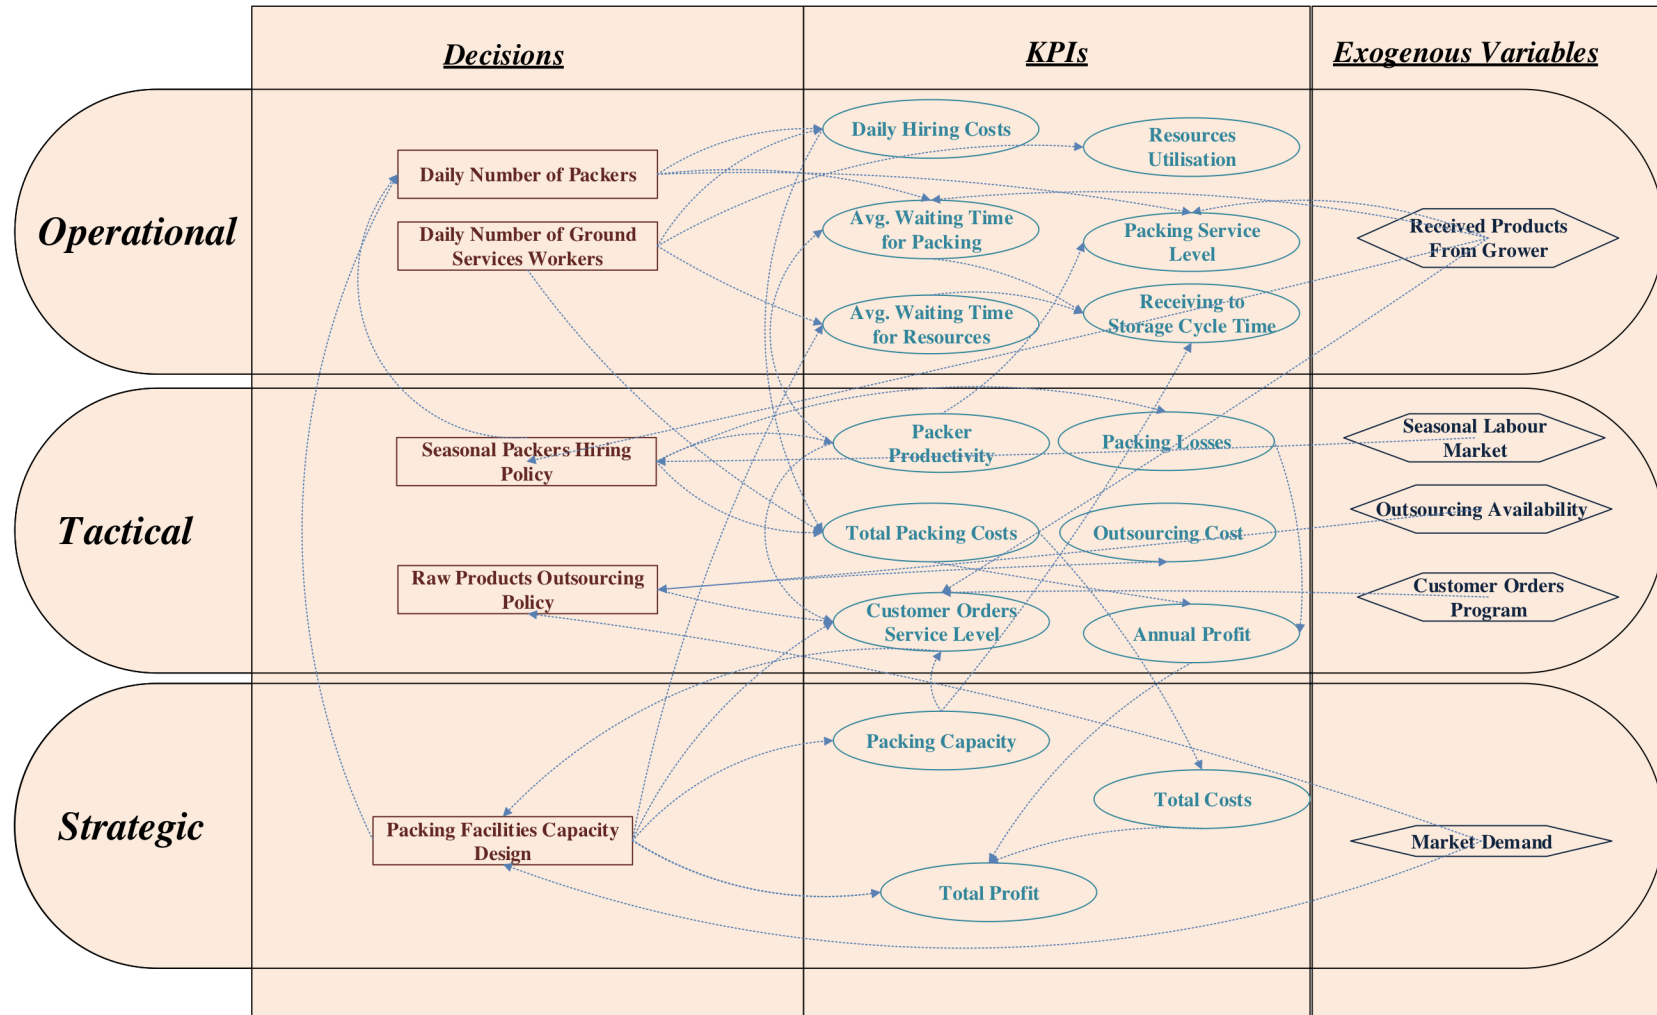 Decisions
KPIs
Exogenous Variables
Operational
Daily Number of Packers
Daily Number of Ground
Services Workers
Daily Hiring Costs
Resources
Utilisation
Avg. Waiting Time
for Packing
Packing Service
Level
Avg. Waiting Time
for Resources
Receiving to
Storage Cycle Time
Received Products
From Grower
Tactical
Seasonal Packers Hiring
Policy
Raw Products Outsourcing
Policy
Packer
Productivity
Packing Losses
Total Packing Costs
Outsourcing Cost
Customer Orders
Service Level
Annual Profit
Seasonal Labour
Market
Outsourcing Availability
Customer Orders
Program
Strategic
Packing Facilities Capacity
Design
Packing Capacity
Total Costs
Total Profit
Market Demand